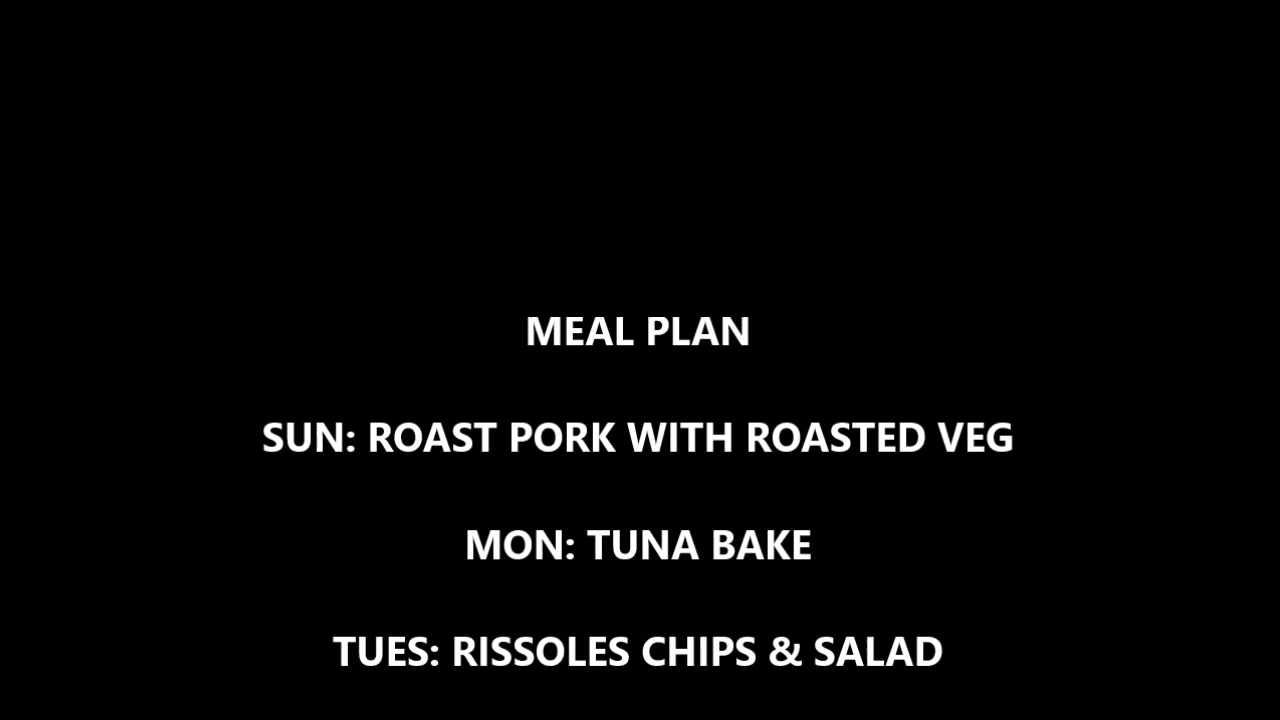 MEAL PLAN
SUN: ROAST PORK WITH ROASTED VEG
MON: TUNA BAKE
TUES: RISSOLES CHIPS & SALAD